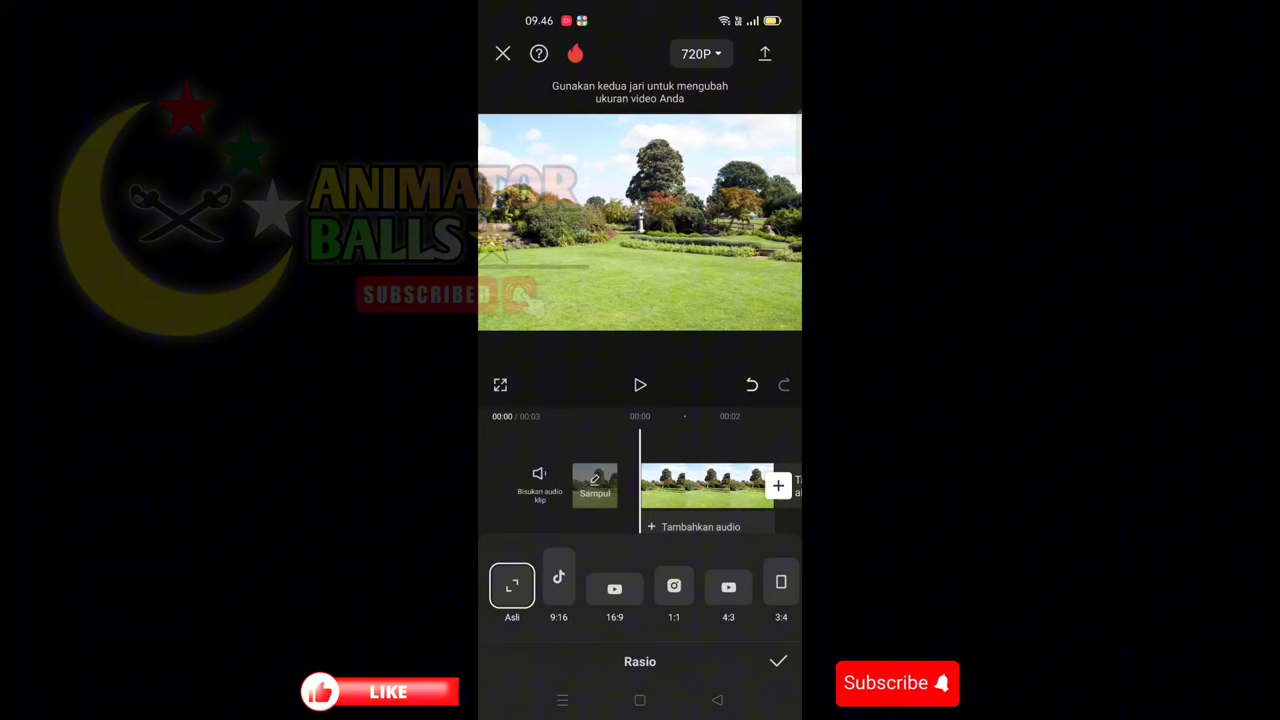 09.46
720P
Gunakan kedua jari untuk mengubah
ukuran video Anda
ANIMATOR
BALLS
SUBSCRIBED
00:00 / 00:03
00:00
00:02
Bisukan audio
klip
Sampul
+ Tambahkan audio
Asli
9:16
16:9
1:1
4:3
3:4
Rasio
LIKE
Subscribe